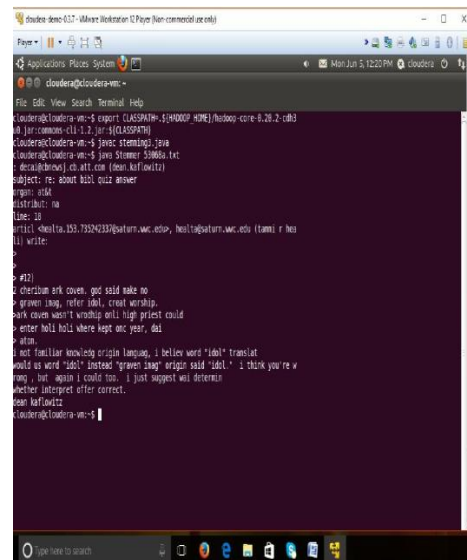 cloudera-demo-0.3.7 - VMware Workstation 12 Player (Non-commercial use only)
Player
Applications Places System
Mon Jun 5, 12:20 PM cloudera
cloudera@cloudera-vm: ~
File Edit View Search Terminal Help
cloudera@cloudera-vm:~$ export CLASSPATH=.${HADOOP_HOME}/hadoop-core-0.20.2-cdh3
u0.jar:commons-cli-1.2.jar:${CLASSPATH}
cloudera@cloudera-vm:~$ javac stemming3.java
cloudera@cloudera-vm:~$ java Stemmer 53068a.txt
: decai@cbnewsj.cb.att.com (dean.kaflowitz)
subject: re: about bibl quiz answer
organ: at&t
distribut: na
line: 18
articl <healta.153.735242337@saturn.wwc.edu>, healta@saturn.wwc.edu (tammi r hea
li) write:
>
>
> #12)
2 cheribum ark coven. god said make no
> graven imag, refer idol, creat worship.
>ark coven wasn't wrodhip onli high priest could
> enter holi holi where kept onc year, dai
> aton.
i not familiar knowledg origin languag, i believ word "idol" translat
would us word "idol" instead "graven imag" origin said "idol." i think you're w
rong , but again i could too. i just suggest wai determin
whether interpret offer correct.
dean kaflowitz
cloudera@cloudera-vm:~$
Type here to search